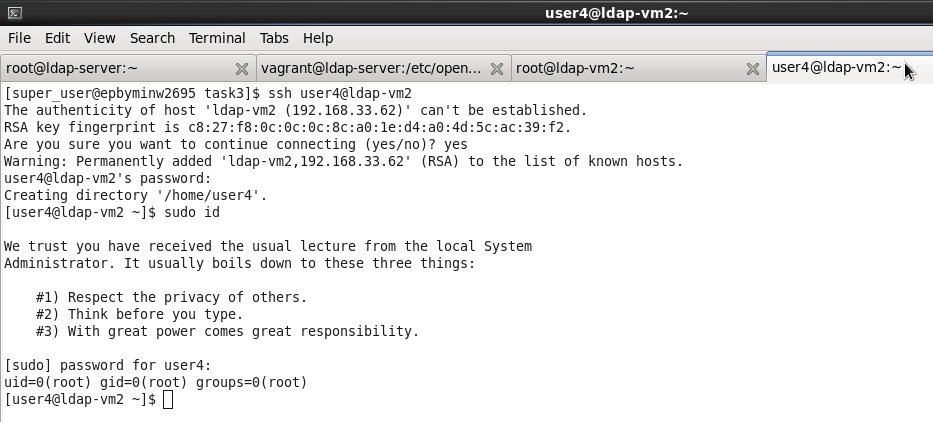 user4@ldap-vm2:~
File Edit View Search Terminal Tabs Help
root@ldap-server:~ vagrant@ldap-server:/etc/open... root@ldap-vm2:~ user4@ldap-vm2:~
[super_user@epbyminw2695 task3]$ ssh user4@ldap-vm2
The authenticity of host 'ldap-vm2 (192.168.33.62)' can't be established.
RSA key fingerprint is c8:27:f8:0c:0c:0c:8c:a0:1e:d4:a0:4d:5c:ac:39:f2.
Are you sure you want to continue connecting (yes/no)? yes
Warning: Permanently added 'ldap-vm2,192.168.33.62' (RSA) to the list of known hosts.
user4@ldap-vm2's password:
Creating directory '/home/user4'.
[user4@ldap-vm2 ~]$ sudo id
We trust you have received the usual lecture from the local System
Administrator. It usually boils down to these three things:
#1) Respect the privacy of others.
#2) Think before you type.
#3) With great power comes great responsibility.
[sudo] password for user4:
uid=0(root) gid=0(root) groups=0(root)
[user4@ldap-vm2 ~]$